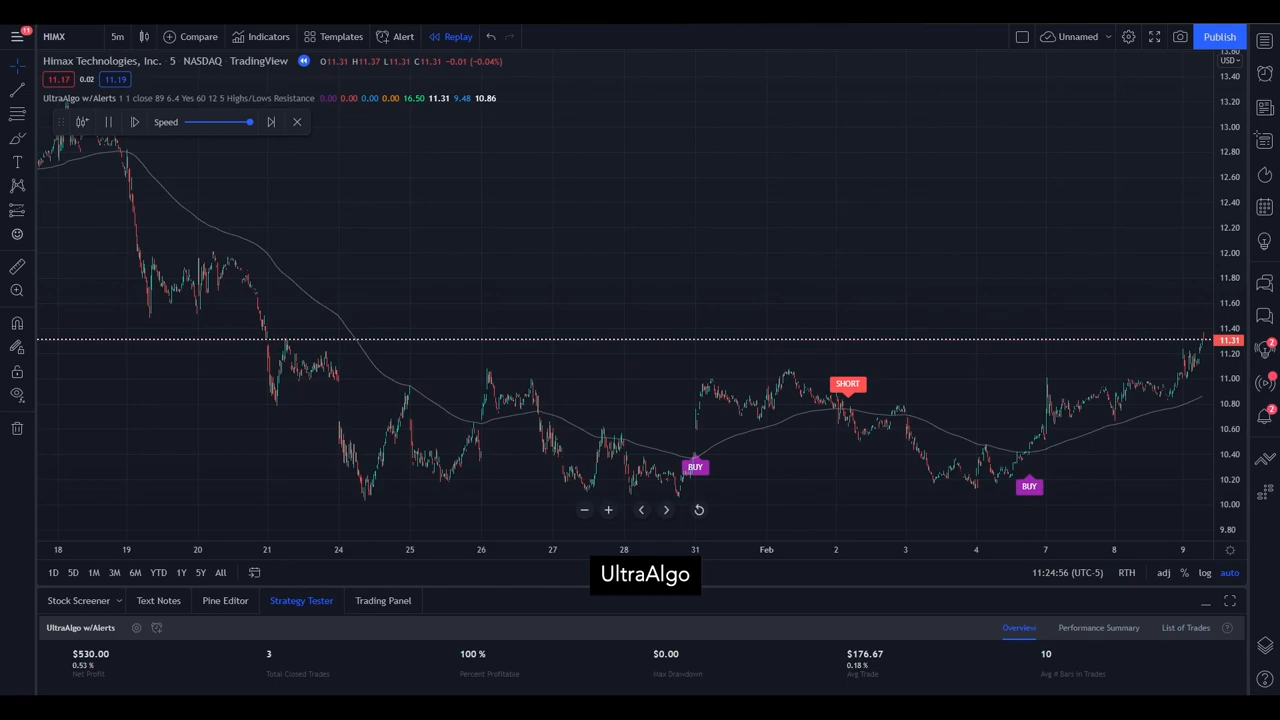 11
HIMX 5m Compare Indicators Templates Alert Replay Unnamed Publish
Himax Technologies, Inc. · 5 NASDAQ · TradingView O11.31 H11.37 L11.31 C11.31 −0.01 (−0.04%)
11.17 0.02 11.19
UltraAlgo w/Alerts 1 1 close 89 6.4 Yes 60 12 5 Highs/Lows Resistance 0.00 0.00 0.00 0.00 16.50 11.31 9.48 10.86
Speed
13.60
USD
13.40
13.20
13.00
12.80
12.60
12.40
12.20
12.00
11.80
11.60
11.40
11.31
11.20
11.00
10.80
10.60
10.40
10.20
10.00
9.80
SHORT
BUY
BUY
2
2
18 19 20 21 24 25 26 27 28 31 Feb 2 3 4 7 8 9
1D 5D 1M 3M 6M YTD 1Y 5Y All 11:24:56 (UTC-5) RTH adj % log auto
UltraAlgo
Stock Screener Text Notes Pine Editor Strategy Tester Trading Panel
UltraAlgo w/Alerts Overview Performance Summary List of Trades
$530.00 3 100 % $0.00 $176.67 10
0.53 % 0.18 %
Net Profit Total Closed Trades Percent Profitable Max Drawdown Avg Trade Avg # Bars in Trades